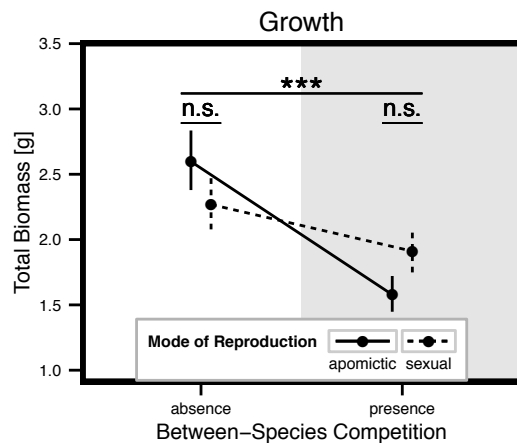 Growth
Total Biomass [g]
3.5
3.0
2.5
2.0
1.5
1.0
***
n.s.
n.s.
Mode of Reproduction
apomictic sexual
absence presence
Between−Species Competition